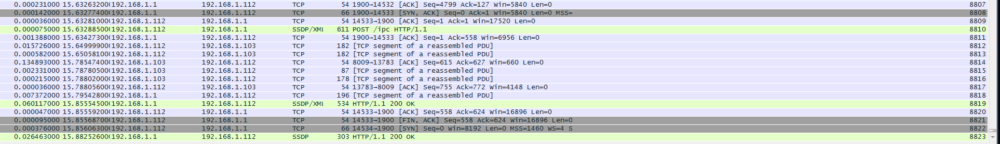 0.000231000 15.63263200(192.168.1.1 192.168.1.112 TCP 54 1900→14532 [ACK] Seq=4799 Ack=127 Win=5840 Len=0 8807
0.000142000 15.63277400(192.168.1.1 192.168.1.112 TCP 66 1900→14533 [SYN, ACK] Seq=0 Ack=1 Win=5840 Len=0 MSS= 8808
0.000036000 15.63281000(192.168.1.112 192.168.1.1 TCP 54 14533→1900 [ACK] Seq=1 Ack=1 Win=17520 Len=0 8809
0.000075000 15.63288500(192.168.1.112 192.168.1.1 SSDP/XML 611 POST /ipc HTTP/1.1 8810
0.001388000 15.63427300(192.168.1.1 192.168.1.112 TCP 54 1900→14533 [ACK] Seq=1 Ack=558 Win=6956 Len=0 8811
0.015726000 15.64999900(192.168.1.112 192.168.1.103 TCP 182 [TCP segment of a reassembled PDU] 8812
0.000582000 15.65058100(192.168.1.112 192.168.1.103 TCP 182 [TCP segment of a reassembled PDU] 8813
0.134893000 15.78547400(192.168.1.103 192.168.1.112 TCP 54 8009→13783 [ACK] Seq=615 Ack=627 Win=660 Len=0 8814
0.002331000 15.78780500(192.168.1.103 192.168.1.112 TCP 87 [TCP segment of a reassembled PDU] 8815
0.000215000 15.78802000(192.168.1.103 192.168.1.112 TCP 178 [TCP segment of a reassembled PDU] 8816
0.000036000 15.78805600(192.168.1.112 192.168.1.103 TCP 54 13783→8009 [ACK] Seq=755 Ack=772 Win=4148 Len=0 8817
0.007372000 15.79542800(192.168.1.1 192.168.1.112 TCP 196 [TCP segment of a reassembled PDU] 8818
0.060117000 15.85554500(192.168.1.1 192.168.1.112 SSDP/XML 534 HTTP/1.1 200 OK 8819
0.000047000 15.85559200(192.168.1.112 192.168.1.1 TCP 54 14533→1900 [ACK] Seq=558 Ack=624 Win=16896 Len=0 8820
0.000095000 15.85568700(192.168.1.112 192.168.1.1 TCP 54 14533→1900 [FIN, ACK] Seq=558 Ack=624 Win=16896 Len=0 8821
0.000376000 15.85606300(192.168.1.112 192.168.1.1 TCP 66 14534→1900 [SYN] Seq=0 Win=8192 Len=0 MSS=1460 WS=4 S 8822
0.026463000 15.88252600(192.168.1.1 192.168.1.112 SSDP 303 HTTP/1.1 200 OK 8823